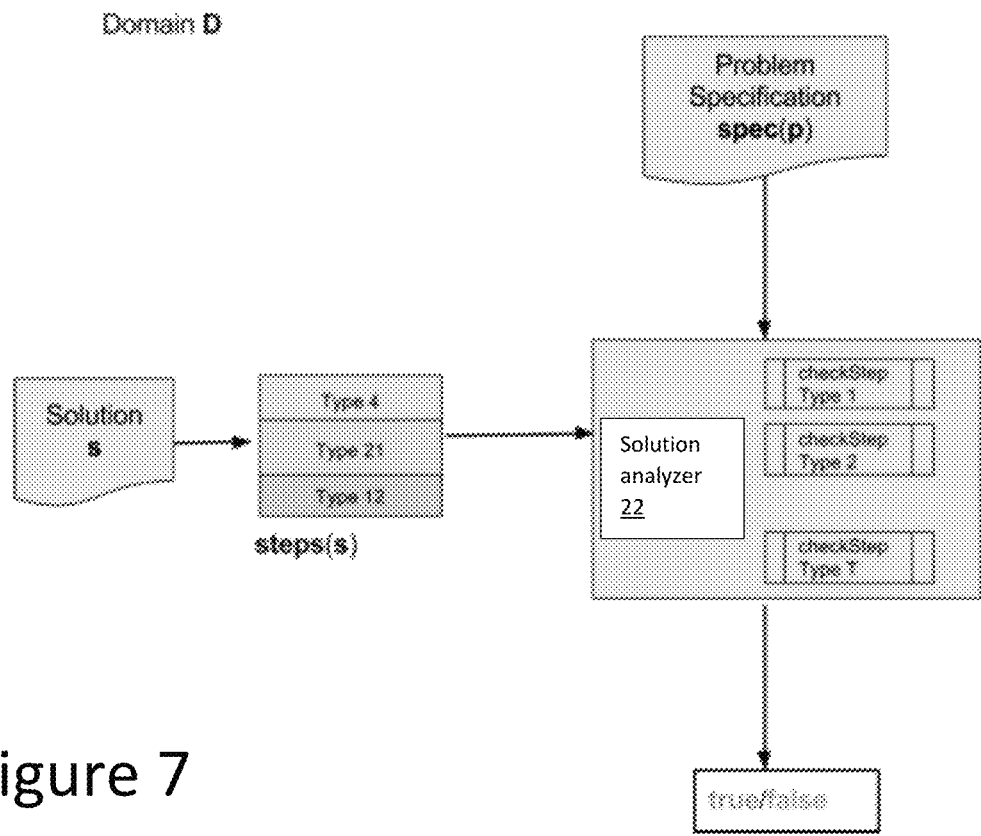 Domain D
Problem
Specification
spec(p)
Solution
s
Type 4
Type 21
Type 12
steps(s)
Solution
analyzer
22
checkStep
Type 1
checkStep
Type 2
checkStep
Type T
igure 7
true/false